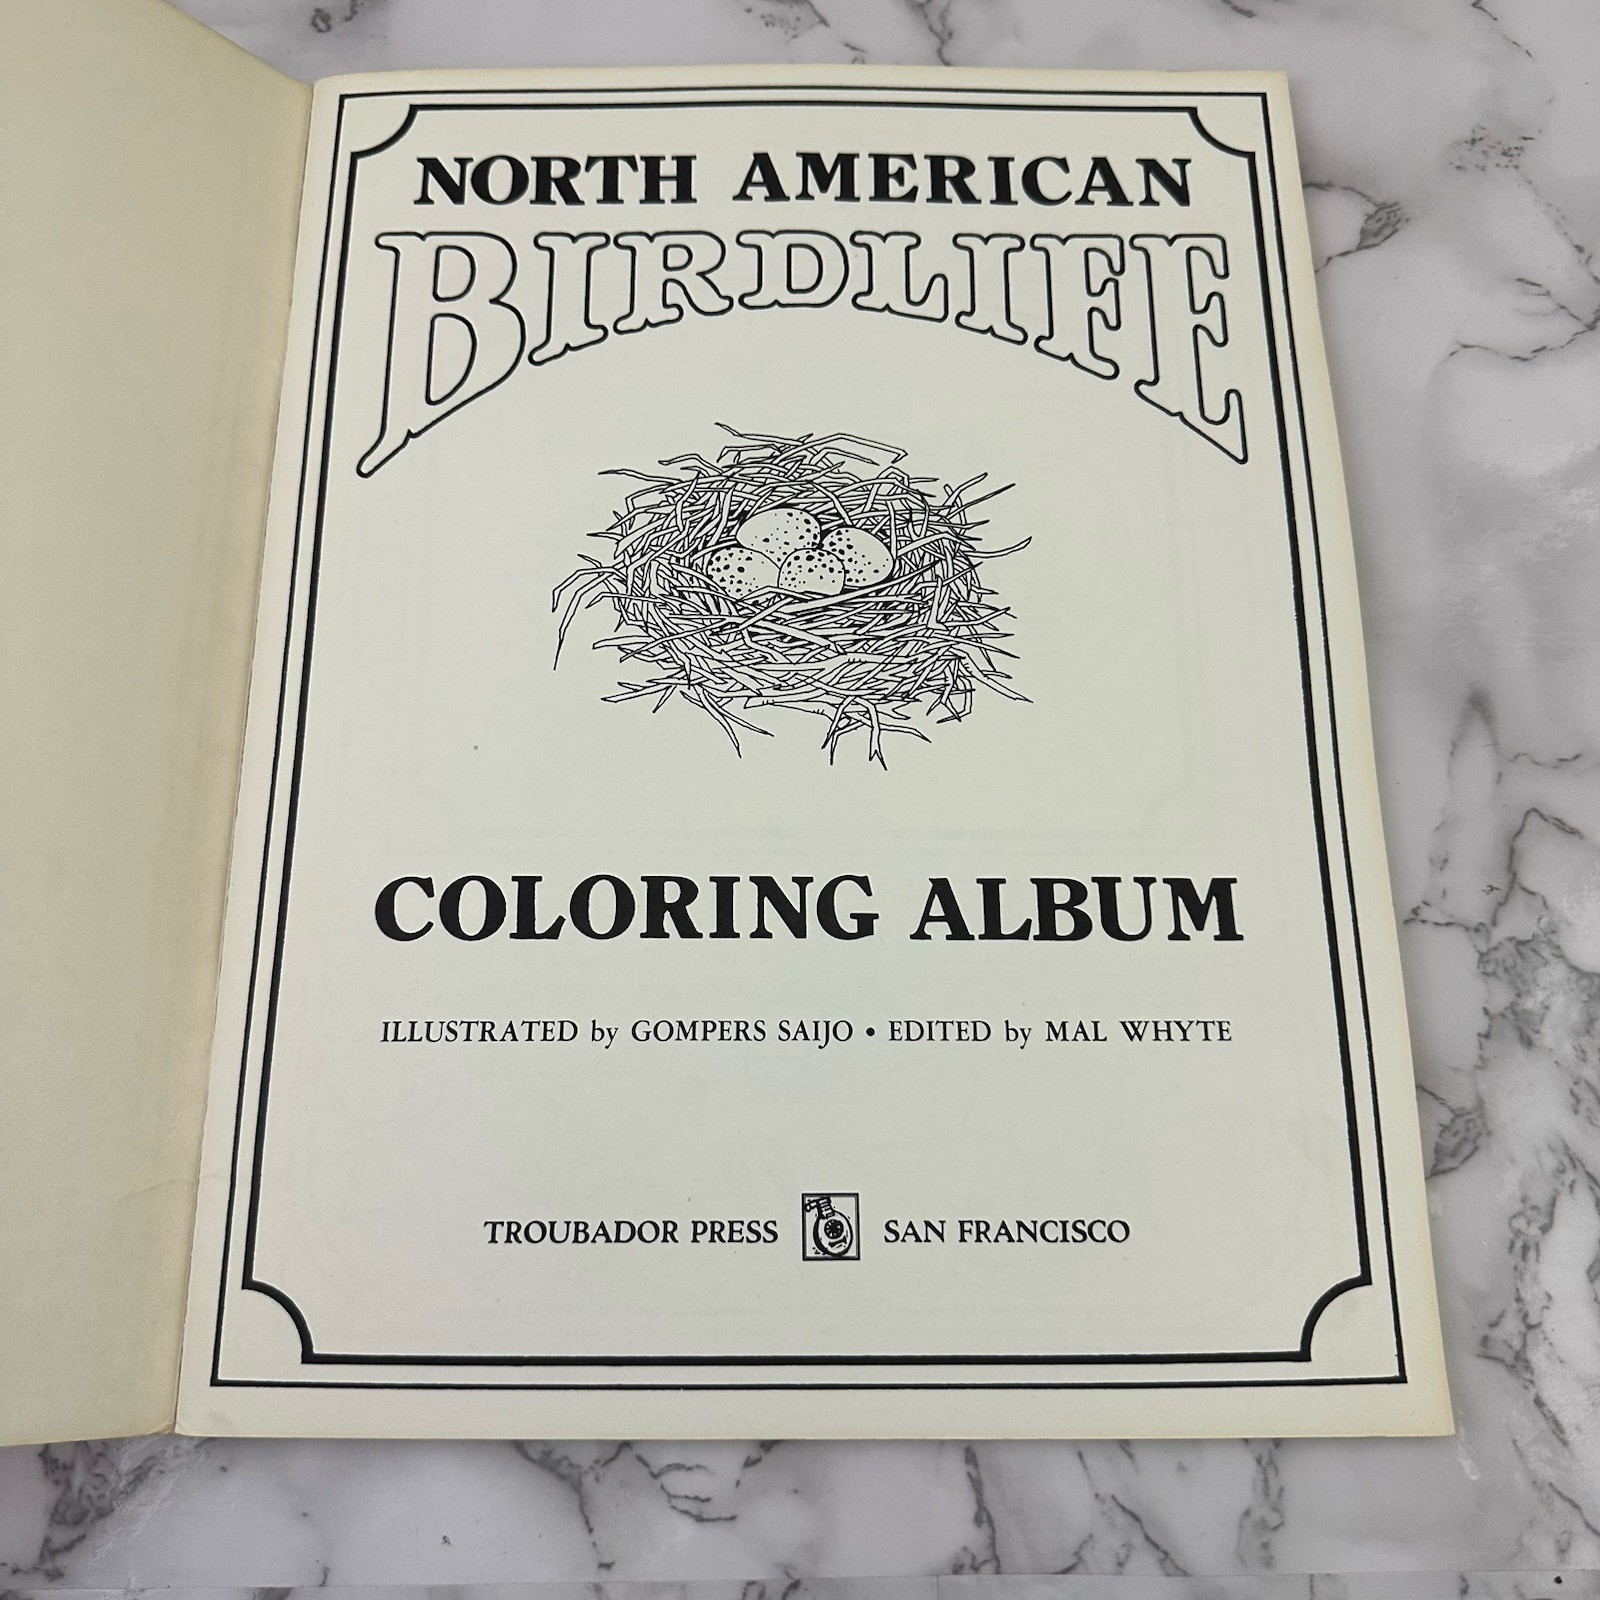 NORTH AMERICAN
BIRDLIFE
COLORING ALBUM
ILLUSTRATED by GOMPERS SAIJO • EDITED by MAL WHYTE
TROUBADOR PRESS SAN FRANCISCO